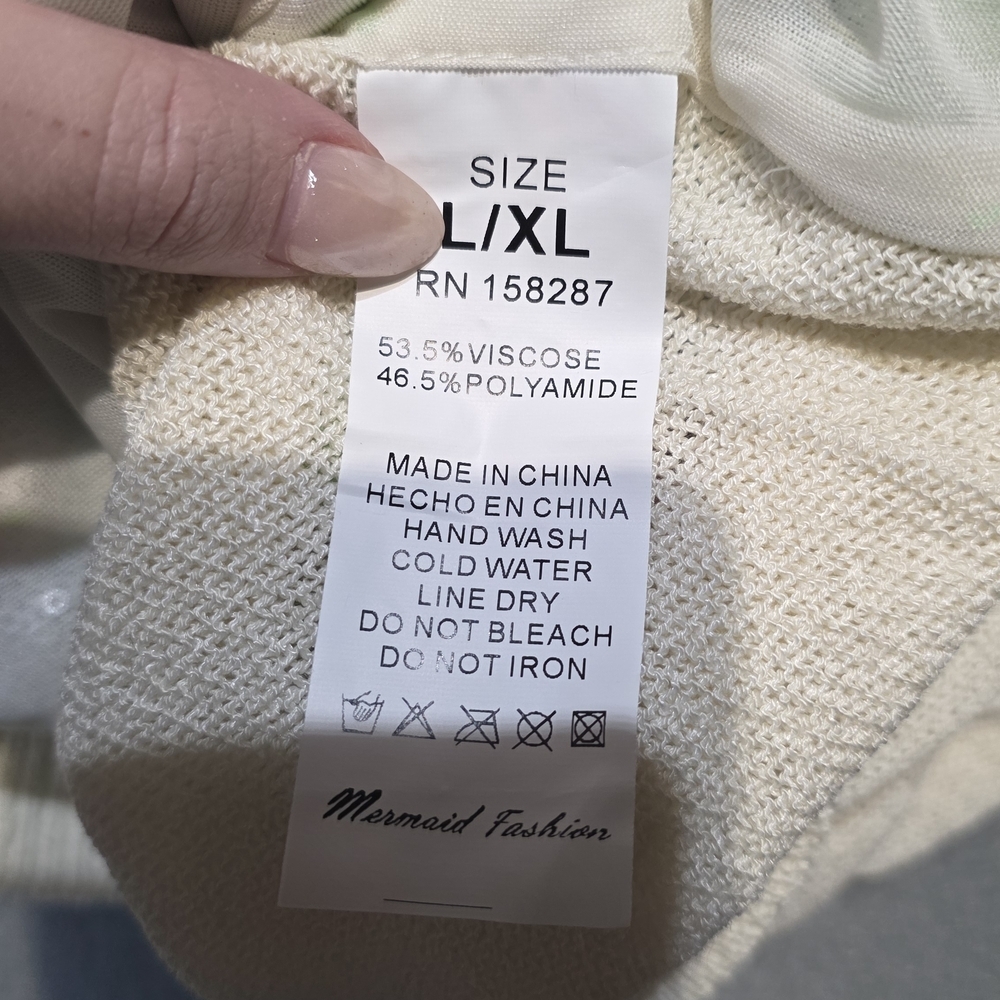 SIZE
L/XL
RN 158287
53.5%VISCOSE
46.5%POLYAMIDE
MADE IN CHINA
HECHO EN CHINA
HAND WASH
COLD WATER
LINE DRY
DO NOT BLEACH
DO NOT IRON
Mermaid Fashion